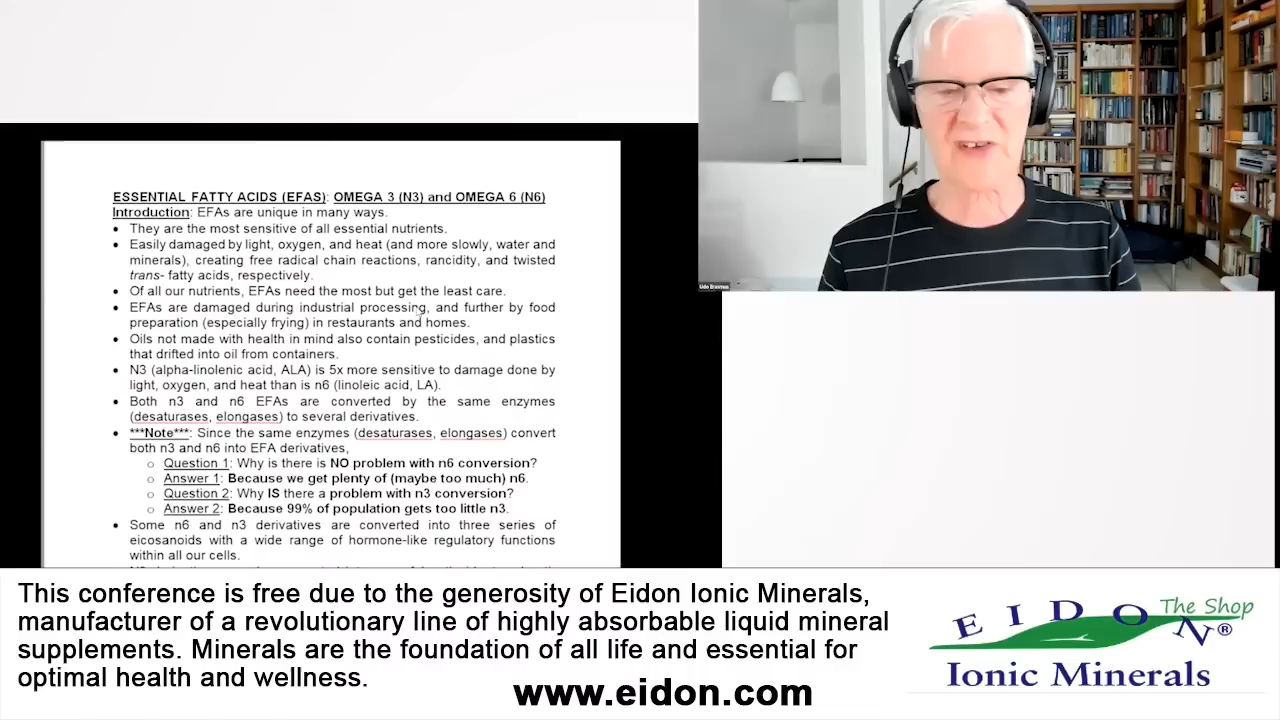 ESSENTIAL FATTY ACIDS (EFAS): OMEGA 3 (N3) and OMEGA 6 (N6)
Introduction: EFAs are unique in many ways.
• They are the most sensitive of all essential nutrients.
• Easily damaged by light, oxygen, and heat (and more slowly, water and
minerals), creating free radical chain reactions, rancidity, and twisted
trans- fatty acids, respectively.
• Of all our nutrients, EFAs need the most but get the least care.
• EFAs are damaged during industrial processing, and further by food
preparation (especially frying) in restaurants and homes.
• Oils not made with health in mind also contain pesticides, and plastics
that drifted into oil from containers.
• N3 (alpha-linolenic acid, ALA) is 5x more sensitive to damage done by
light, oxygen, and heat than is n6 (linoleic acid, LA).
• Both n3 and n6 EFAs are converted by the same enzymes
(desaturases, elongases) to several derivatives.
• ***Note***: Since the same enzymes (desaturases, elongases) convert
both n3 and n6 into EFA derivatives,
o Question 1: Why is there is NO problem with n6 conversion?
o Answer 1: Because we get plenty of (maybe too much) n6.
o Question 2: Why IS there a problem with n3 conversion?
o Answer 2: Because 99% of population gets too little n3.
• Some n6 and n3 derivatives are converted into three series of
eicosanoids with a wide range of hormone-like regulatory functions
within all our cells.
Udo Erasmus
This conference is free due to the generosity of Eidon Ionic Minerals,
manufacturer of a revolutionary line of highly absorbable liquid mineral
supplements. Minerals are the foundation of all life and essential for
optimal health and wellness.
www.eidon.com
EIDON® The Shop
Ionic Minerals